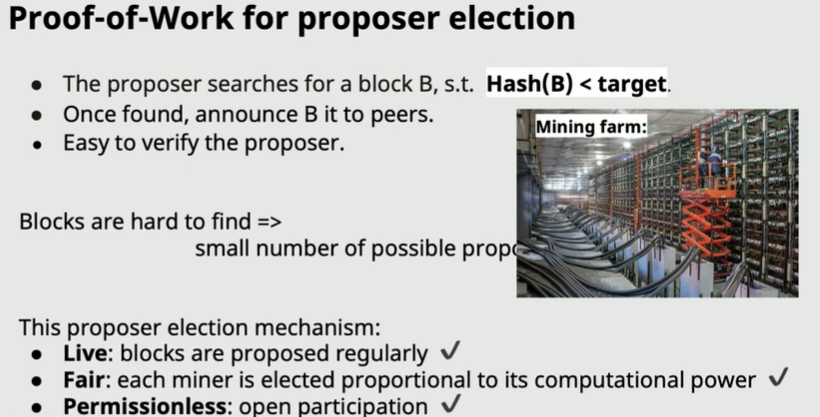 Proof-of-Work for proposer election
• The proposer searches for a block B, s.t. Hash(B) < target.
• Once found, announce B it to peers.
• Easy to verify the proposer.
Mining farm:
Blocks are hard to find =>
small number of possible
This proposer election mechanism:
• Live: blocks are proposed regularly ✓
• Fair: each miner is elected proportional to its computational power ✓
• Permissionless: open participation ✓